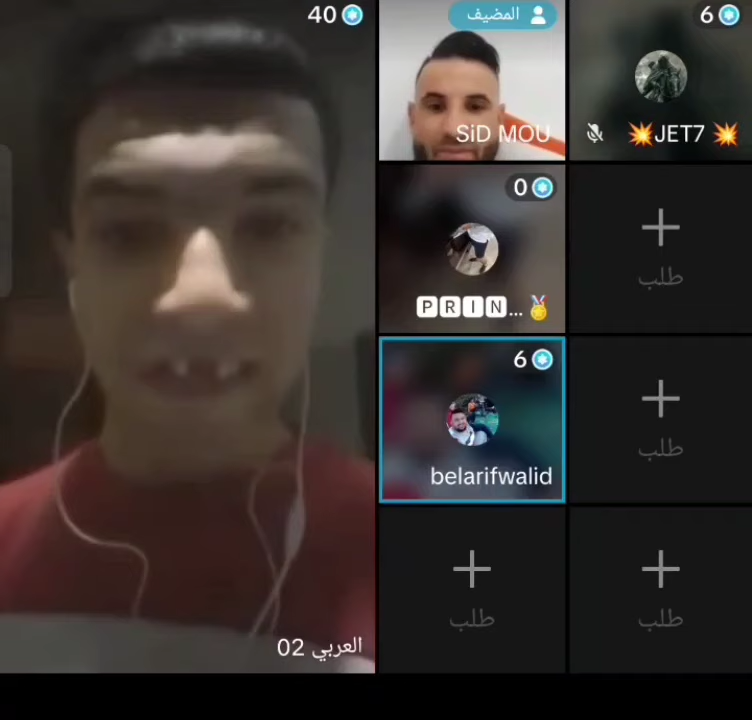 40
المضيف
SiD MOU
6
💥JET7 💥
0
PRIN...🥇
طلب
6
belarifwalid
طلب
طلب
طلب
العربي 02